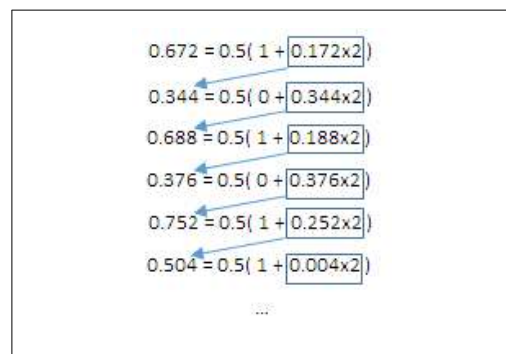 0.672 = 0.5( 1 + 0.172x2 )
0.344 = 0.5( 0 + 0.344x2 )
0.688 = 0.5( 1 + 0.188x2 )
0.376 = 0.5( 0 + 0.376x2 )
0.752 = 0.5( 1 + 0.252x2 )
0.504 = 0.5( 1 + 0.004x2 )
...